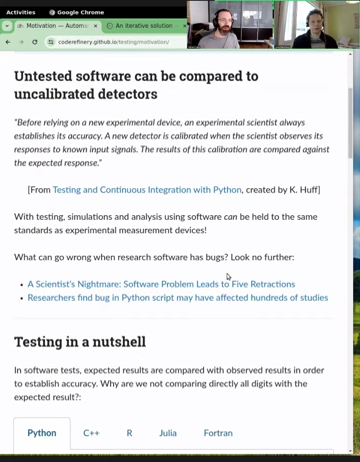 Activities Google Chrome
Motivation — Autom
An iterative solution
coderefinery.github.io/testing/motivation/
Untested software can be compared to
uncalibrated detectors
"Before relying on a new experimental device, an experimental scientist always
establishes its accuracy. A new detector is calibrated when the scientist observes its
responses to known input signals. The results of this calibration are compared against
the expected response."
[From Testing and Continuous Integration with Python, created by K. Huff]
With testing, simulations and analysis using software can be held to the same
standards as experimental measurement devices!
What can go wrong when research software has bugs? Look no further:
• A Scientist's Nightmare: Software Problem Leads to Five Retractions
• Researchers find bug in Python script may have affected hundreds of studies
Testing in a nutshell
In software tests, expected results are compared with observed results in order
to establish accuracy. Why are we not comparing directly all digits with the
expected result?:
Python C++ R Julia Fortran